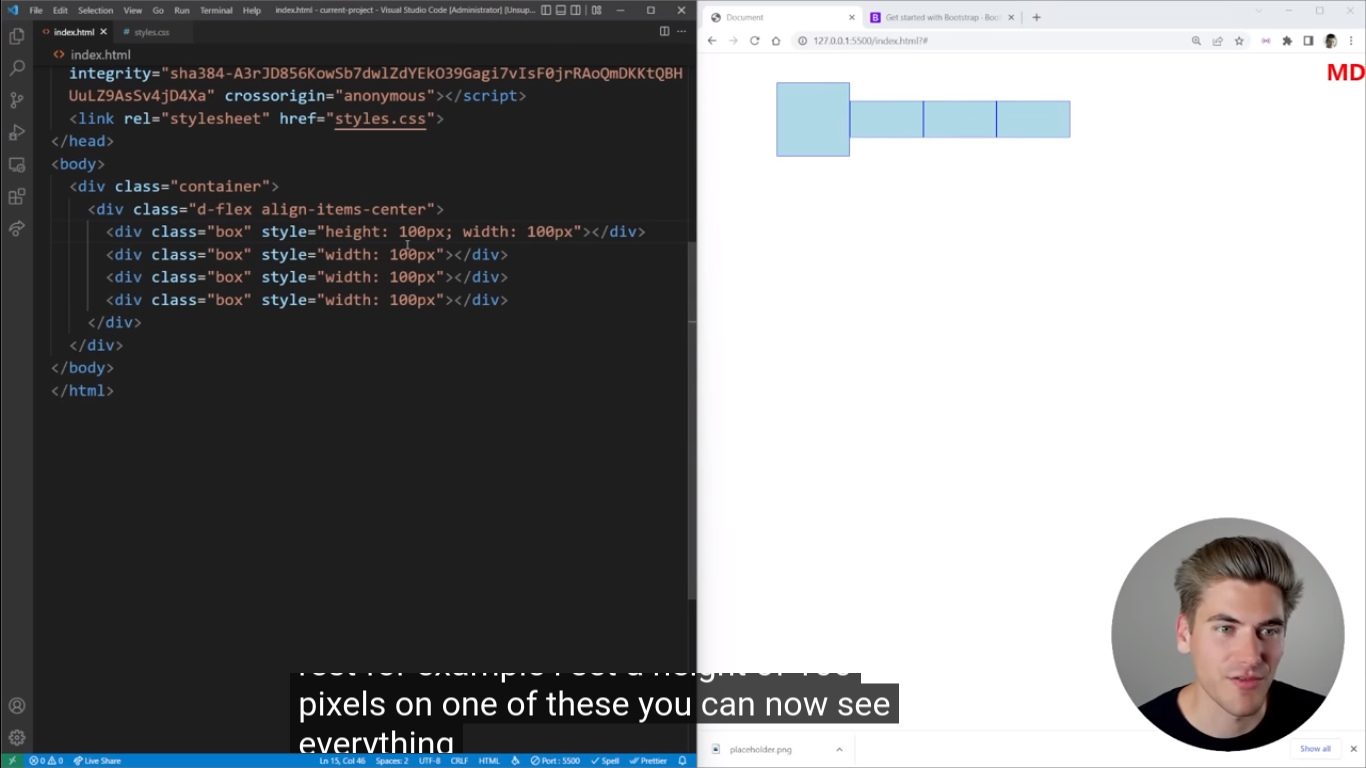 File Edit Selection View Go Run Terminal Help index.html - current-project - Visual Studio Code [Administrator] [Unsup...
index.html styles.css
index.html
integrity="sha384-A3rJD856KowSb7dwlZdYEkO39Gagi7vIsF0jrRAoQmDKKtQBH
UuLZ9AsSv4jD4Xa" crossorigin="anonymous"></script>
<link rel="stylesheet" href="styles.css">
</head>
<body>
<div class="container">
<div class="d-flex align-items-center">
<div class="box" style="height: 100px; width: 100px"></div>
<div class="box" style="width: 100px"></div>
<div class="box" style="width: 100px"></div>
<div class="box" style="width: 100px"></div>
</div>
</div>
</body>
</html>
0 0 Live Share Ln 15, Col 46 Spaces: 2 UTF-8 CRLF HTML Port : 5500 Spell Prettier
Document Get started with Bootstrap · Boot
127.0.0.1:5500/index.html?#
MD
placeholder.png Show all
pixels on one of these you can now see
everything